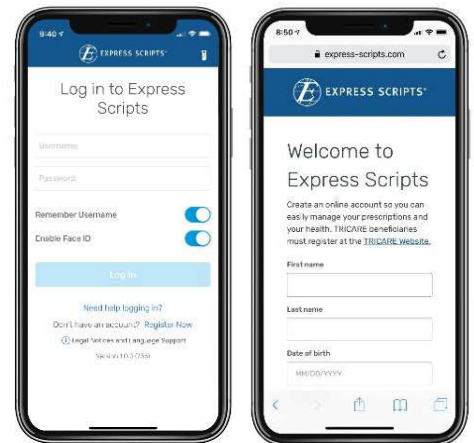 9:40
EXPRESS SCRIPTS
Log in to Express
Scripts
Username
Password
Remember Username
Enable Face ID
Log In
Need help logging in?
Don't have an account? Register Now
Legal Notices and Language Support
8:50
express-scripts.com
EXPRESS SCRIPTS
Welcome to
Express Scripts
Create an online account so you can
easily manage your prescriptions and
your health. TRICARE beneficiaries
must register at the TRICARE Website.
First name
Last name
Date of birth
MM/DD/YYYY